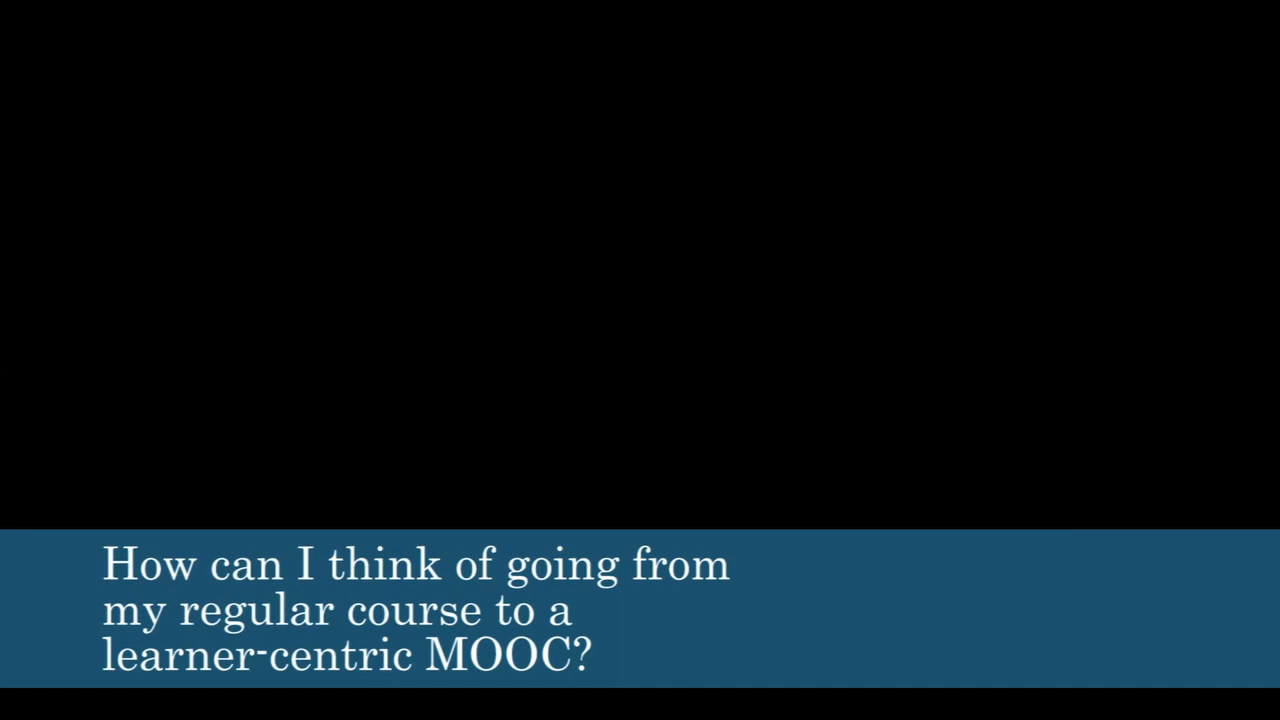 How can I think of going from
my regular course to a
learner-centric MOOC?